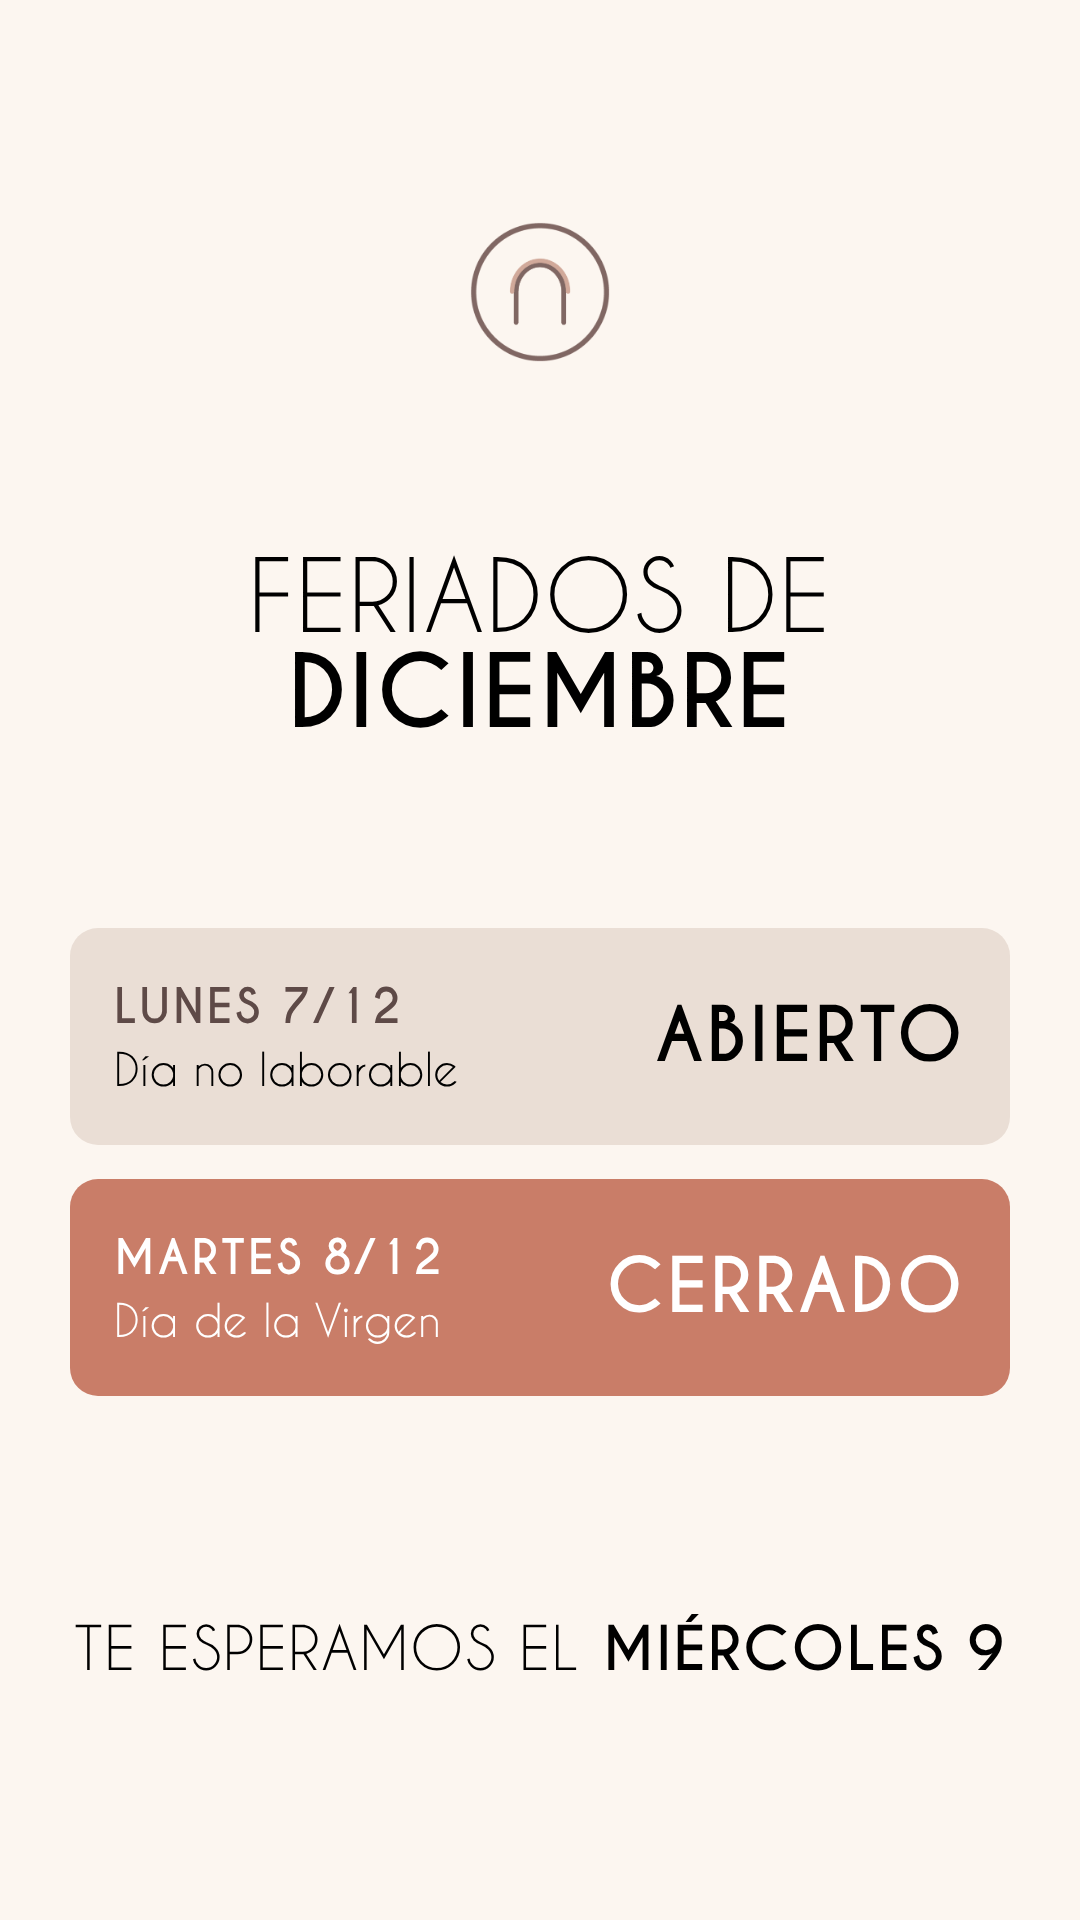 FERIADOS DE
DICIEMBRE
LUNES 7/12
Día no laborable
ABIERTO
MARTES 8/12
Día de la Virgen
CERRADO
TE ESPERAMOS EL MIÉRCOLES 9